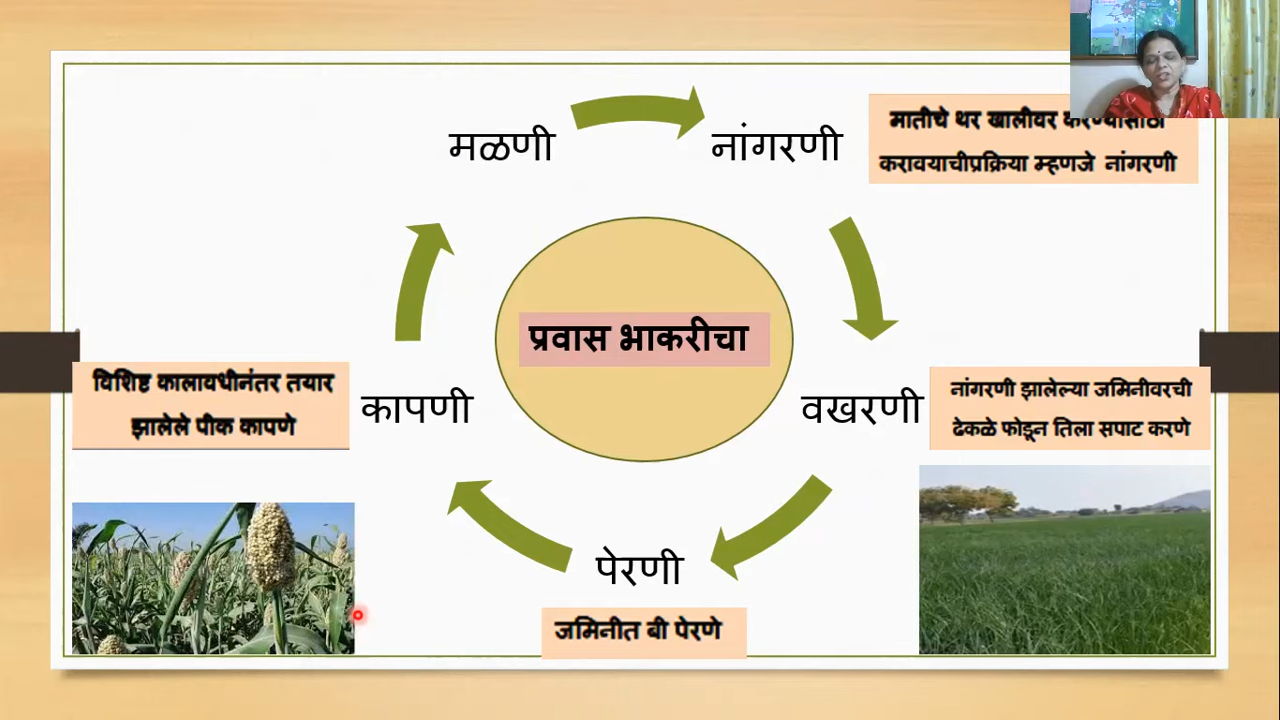 मळणी
नांगरणी
मातीचे थर खालीवर करण्यासाठी
करावयाचीप्रक्रिया म्हणजे नांगरणी
प्रवास भाकरीचा
विशिष्ट कालावधीनंतर तयार
झालेले पीक कापणे
कापणी
वखरणी
नांगरणी झालेल्या जमिनीवरची
ढेकळे फोडून तिला सपाट करणे
पेरणी
जमिनीत बी पेरणे